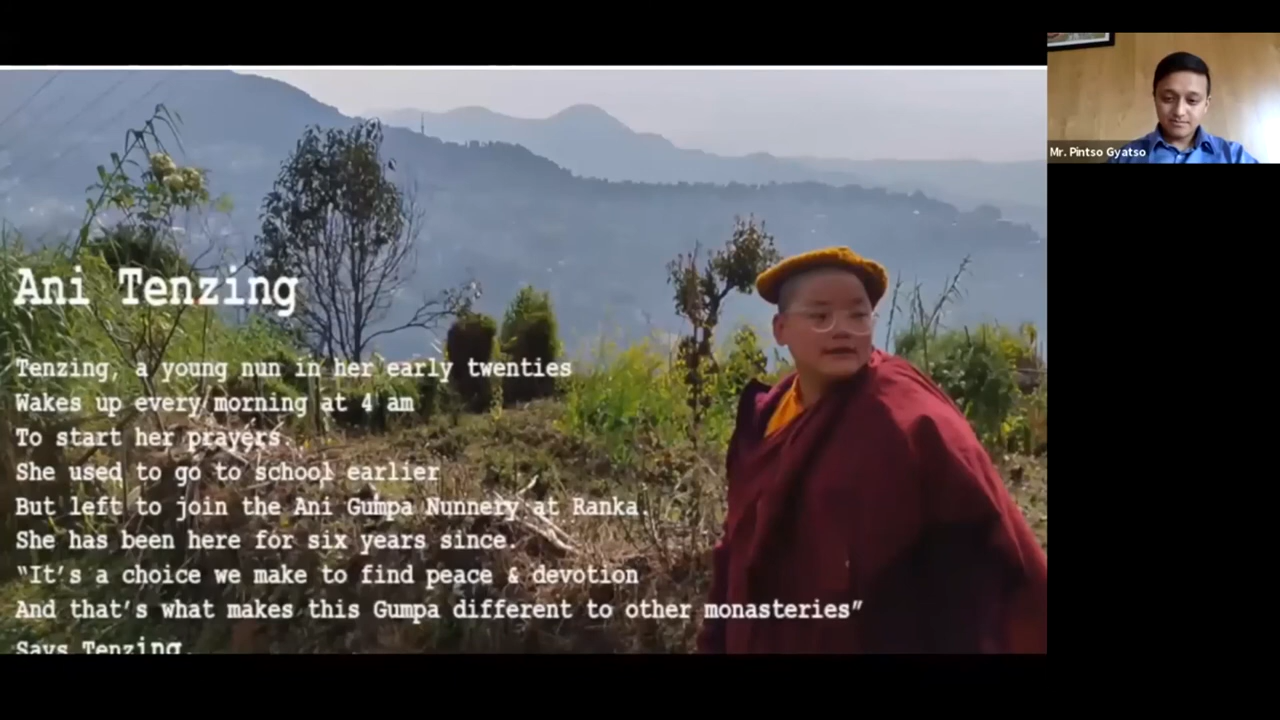 Ani Tenzing
Tenzing, a young nun in her early twenties
Wakes up every morning at 4 am
To start her prayers.
She used to go to school earlier
But left to join the Ani Gumpa Nunnery at Ranka.
She has been here for six years since.
“It’s a choice we make to find peace & devotion
And that’s what makes this Gumpa different to other monasteries”
Says Tenzing.
Mr. Pintso Gyatso